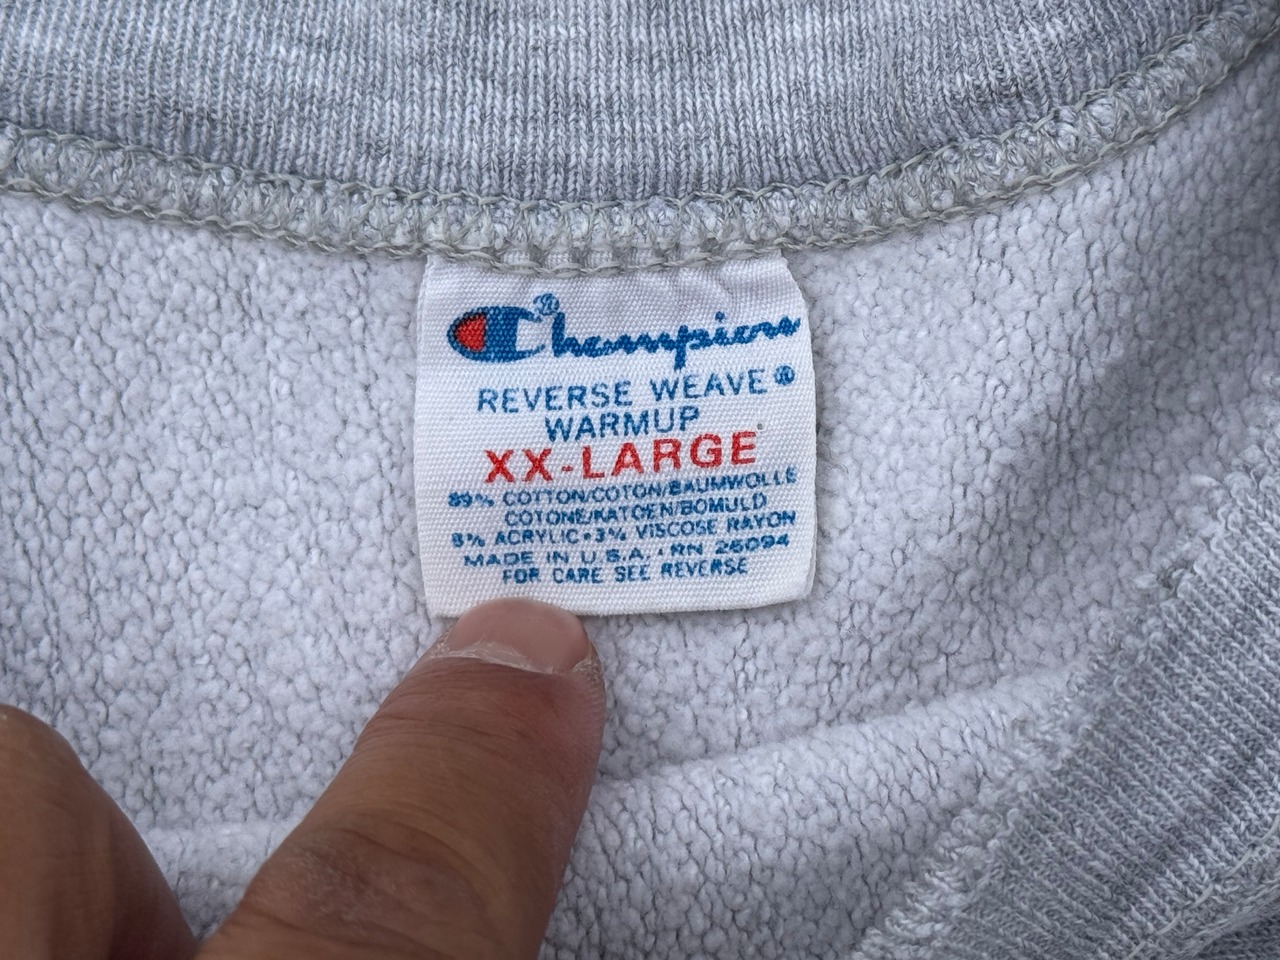 Champion®
REVERSE WEAVE®
WARMUP
XX-LARGE
89% COTTON/COTON/BAUMWOLLE
COTONE/KATOEN/BOMULD
8% ACRYLIC•3% VISCOSE RAYON
MADE IN U.S.A. • RN 26094
FOR CARE SEE REVERSE